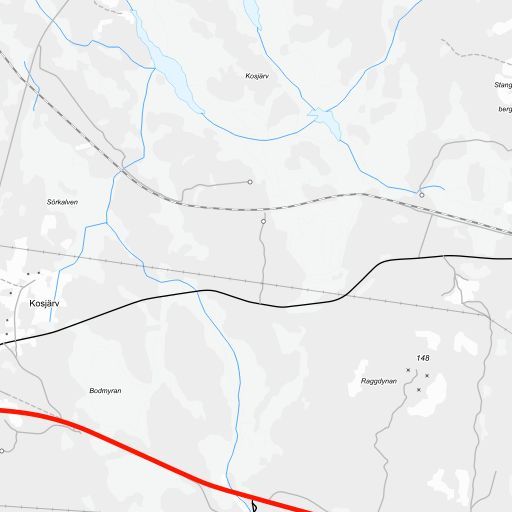 Kosjärv
Stang
berg
Sörkalven
Kosjärv
148
Raggdynan
Bodmyran